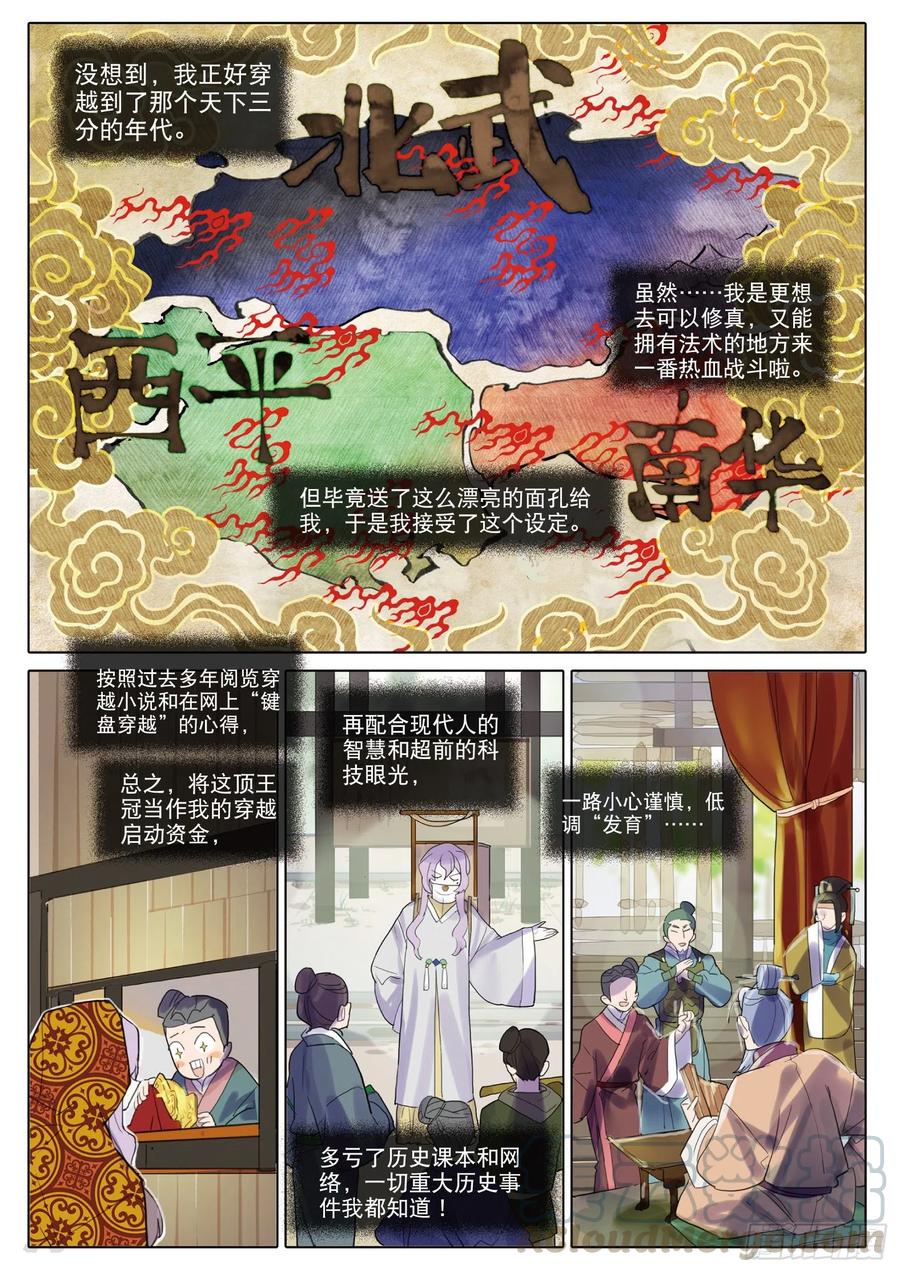 没想到，我正好穿
越到了那个天下三
分的年代。
北武
虽然……我是更想
去可以修真，又能
拥有法术的地方来
一番热血战斗啦。
西平
南华
但毕竟送了这么漂亮的面孔给
我，于是我接受了这个设定。
按照过去多年阅览穿
越小说和在网上“键
盘穿越”的心得，
总之，将这顶王
冠当作我的穿越
启动资金，
再配合现代人的
智慧和超前的科
技眼光，
多亏了历史课本和网
络，一切重大历史事
件我都知道！
一路小心谨慎，低
调“发育”……